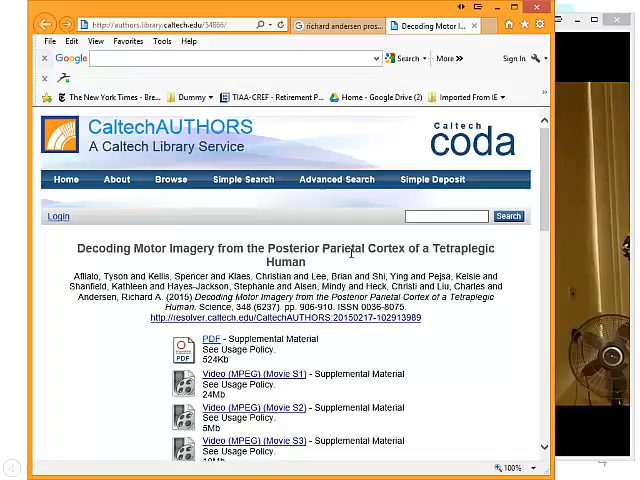 http://authors.library.caltech.edu/54866/
richard andersen pros...
Decoding Motor I...
File Edit View Favorites Tools Help
x Google Search More »
Sign In
x
The New York Times - Bre... Dummy TIAA-CREF - Retirement P... Home - Google Drive (2) Imported From IE
CaltechAUTHORS
A Caltech Library Service
Caltech
coda
Home About Browse Simple Search Advanced Search Simple Deposit
Login
Search
Decoding Motor Imagery from the Posterior Parietal Cortex of a Tetraplegic
Human
Aflalo, Tyson and Kellis, Spencer and Klaes, Christian and Lee, Brian and Shi, Ying and Pejsa, Kelsie and
Shanfield, Kathleen and Hayes-Jackson, Stephanie and Aisen, Mindy and Heck, Christi and Liu, Charles and
Andersen, Richard A. (2015) Decoding Motor Imagery from the Posterior Parietal Cortex of a Tetraplegic
Human. Science, 348 (6237). pp. 906-910. ISSN 0036-8075.
http://resolver.caltech.edu/CaltechAUTHORS:20150217-102913989
PDF
PDF - Supplemental Material
See Usage Policy.
524Kb
Video (MPEG) (Movie S1) - Supplemental Material
See Usage Policy.
24Mb
Video (MPEG) (Movie S2) - Supplemental Material
See Usage Policy.
5Mb
Video (MPEG) (Movie S3) - Supplemental Material
See Usage Policy.
100%